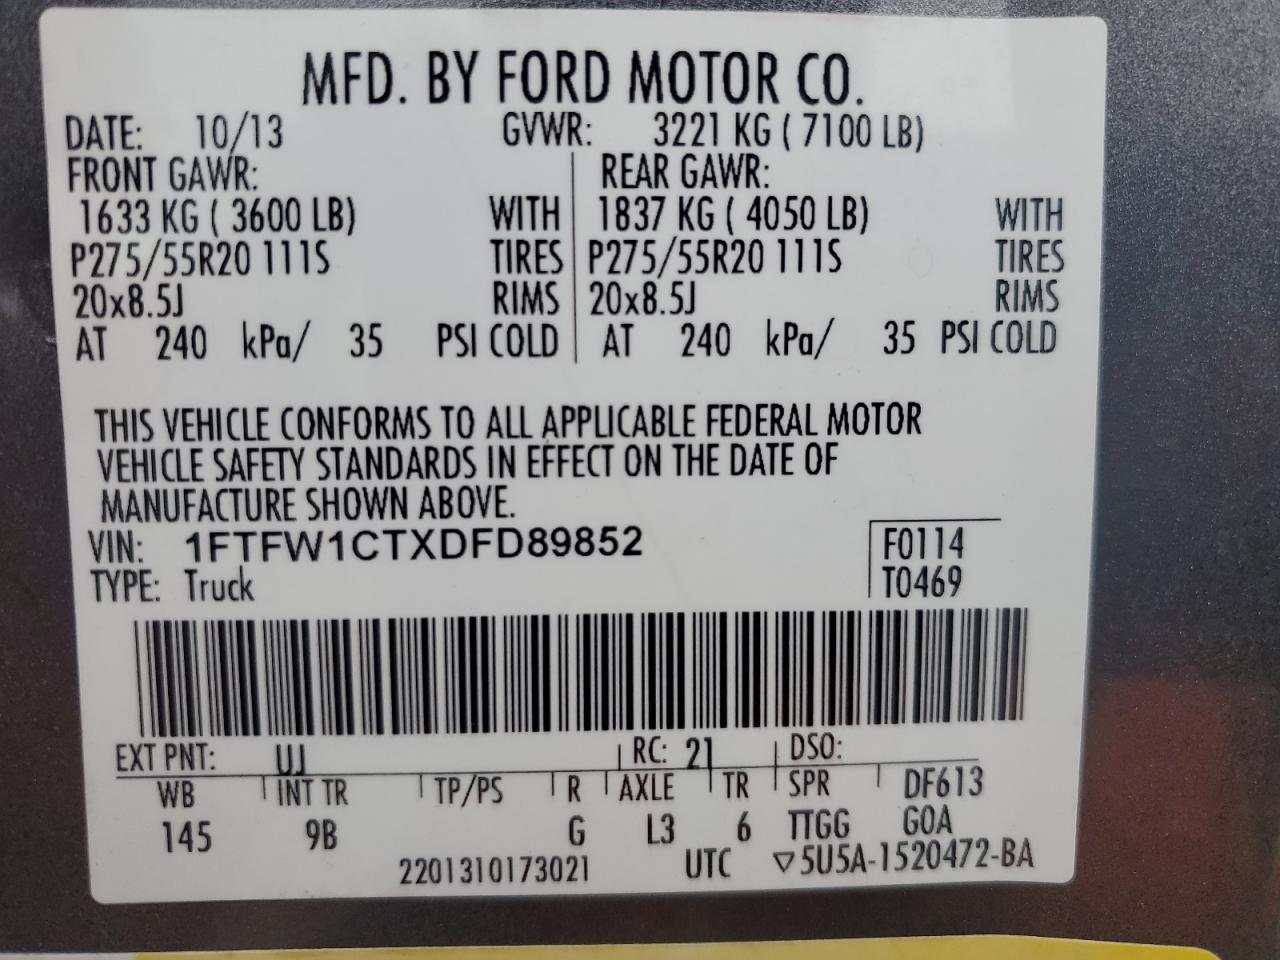 MFD. BY FORD MOTOR CO.
DATE: 10/13 GVWR: 3221 KG ( 7100 LB)
FRONT GAWR: REAR GAWR:
1633 KG ( 3600 LB) WITH 1837 KG ( 4050 LB) WITH
P275/55R20 111S TIRES P275/55R20 111S TIRES
20x8.5J RIMS 20x8.5J RIMS
AT 240 kPa/ 35 PSI COLD AT 240 kPa/ 35 PSI COLD
THIS VEHICLE CONFORMS TO ALL APPLICABLE FEDERAL MOTOR
VEHICLE SAFETY STANDARDS IN EFFECT ON THE DATE OF
MANUFACTURE SHOWN ABOVE.
VIN: 1FTFW1CTXDFD89852 F0114
TYPE: Truck T0469
EXT PNT: UJ RC: 21 DSO:
WB INT TR TP/PS R AXLE TR SPR DF613
145 9B G L3 6 TTGG GOA
2201310173021 UTC ▽5U5A-1520472-BA